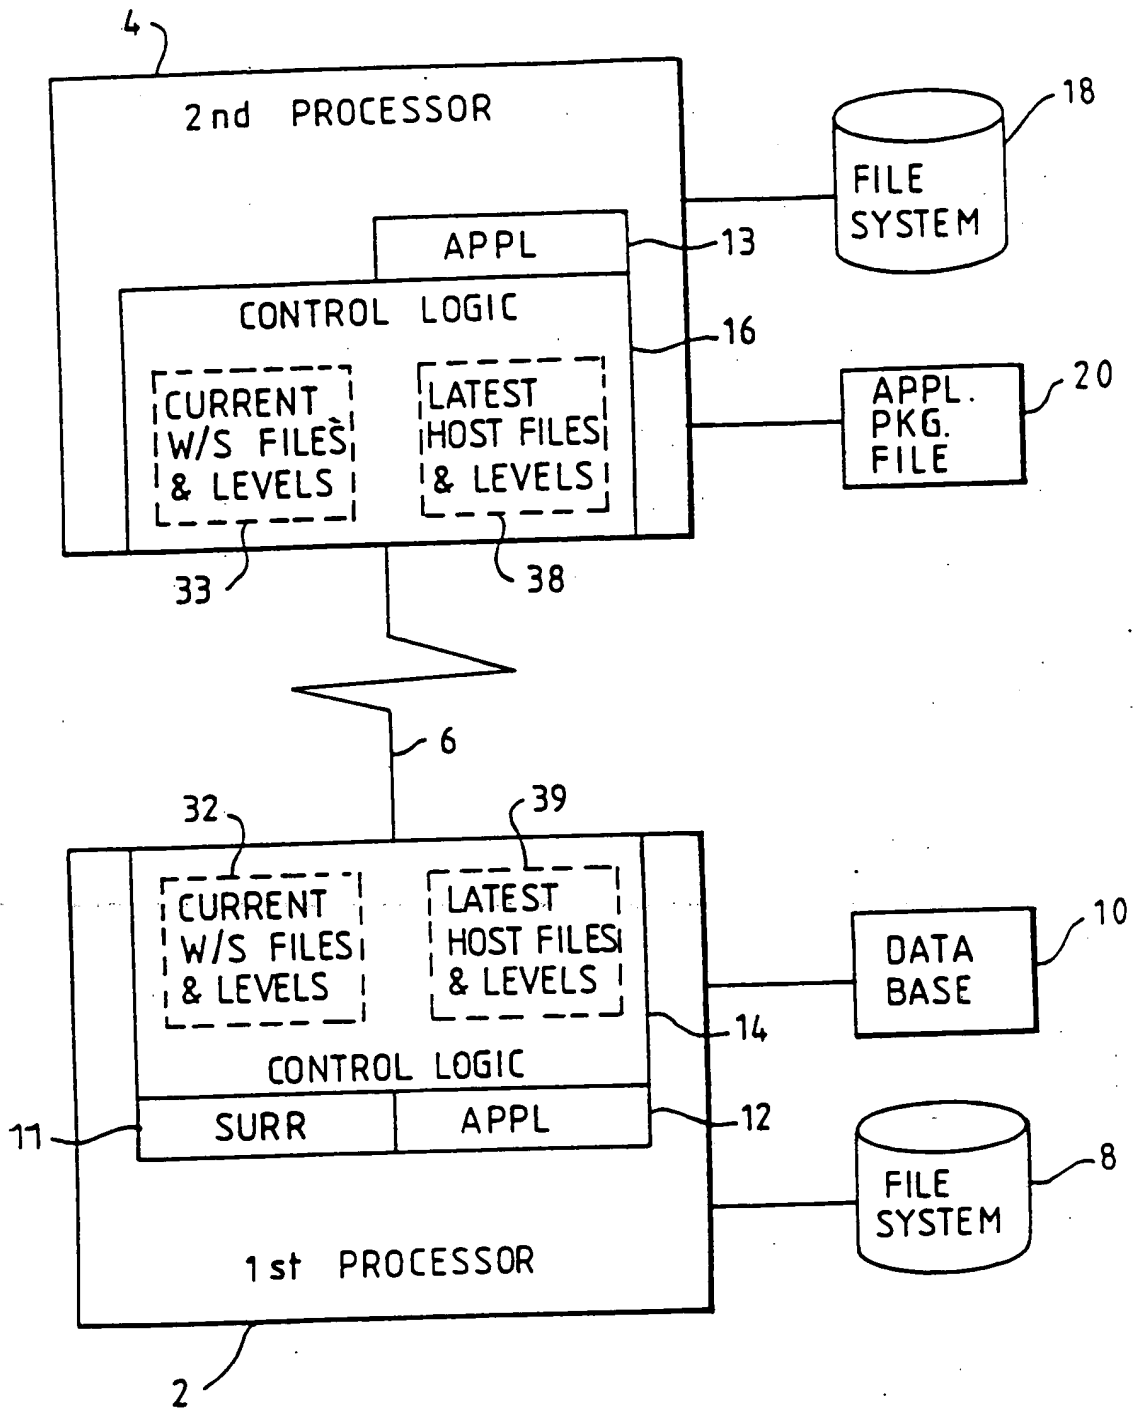 4
2nd PROCESSOR
18
FILE
SYSTEM
APPL
13
CONTROL LOGIC
16
CURRENT
W/S FILES
& LEVELS
LATEST
HOST FILES
& LEVELS
20
APPL.
PKG.
FILE
33
38
6
32
39
CURRENT
W/S FILES
& LEVELS
LATEST
HOST FILES
& LEVELS
10
DATA
BASE
14
CONTROL LOGIC
11
SURR
APPL
12
8
FILE
SYSTEM
1st PROCESSOR
2